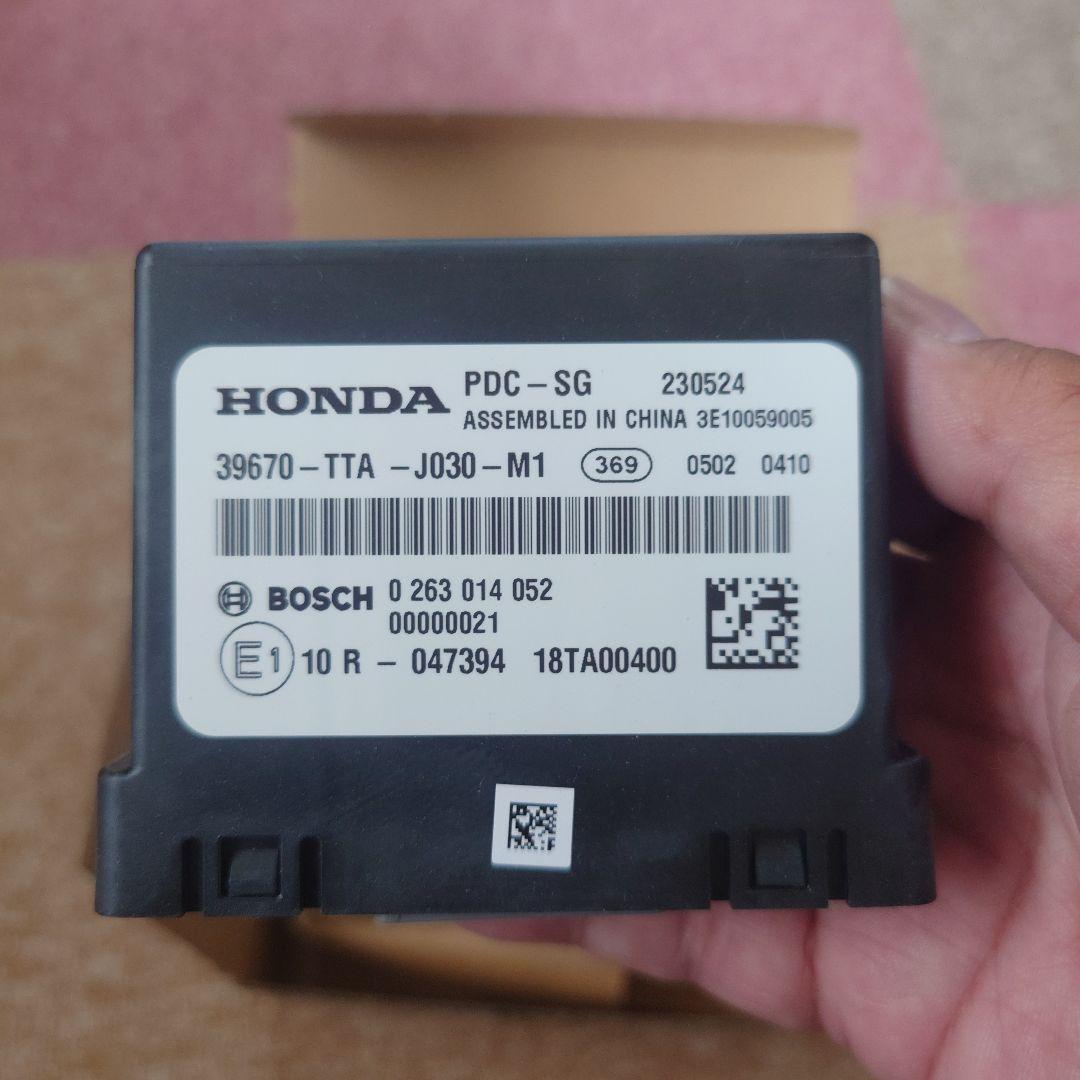 HONDA PDC-SG 230524
ASSEMBLED IN CHINA 3E10059005
39670-TTA -J030-M1 369 0502 0410
BOSCH 0 263 014 052
00000021
E1 10 R - 047394 18TA00400